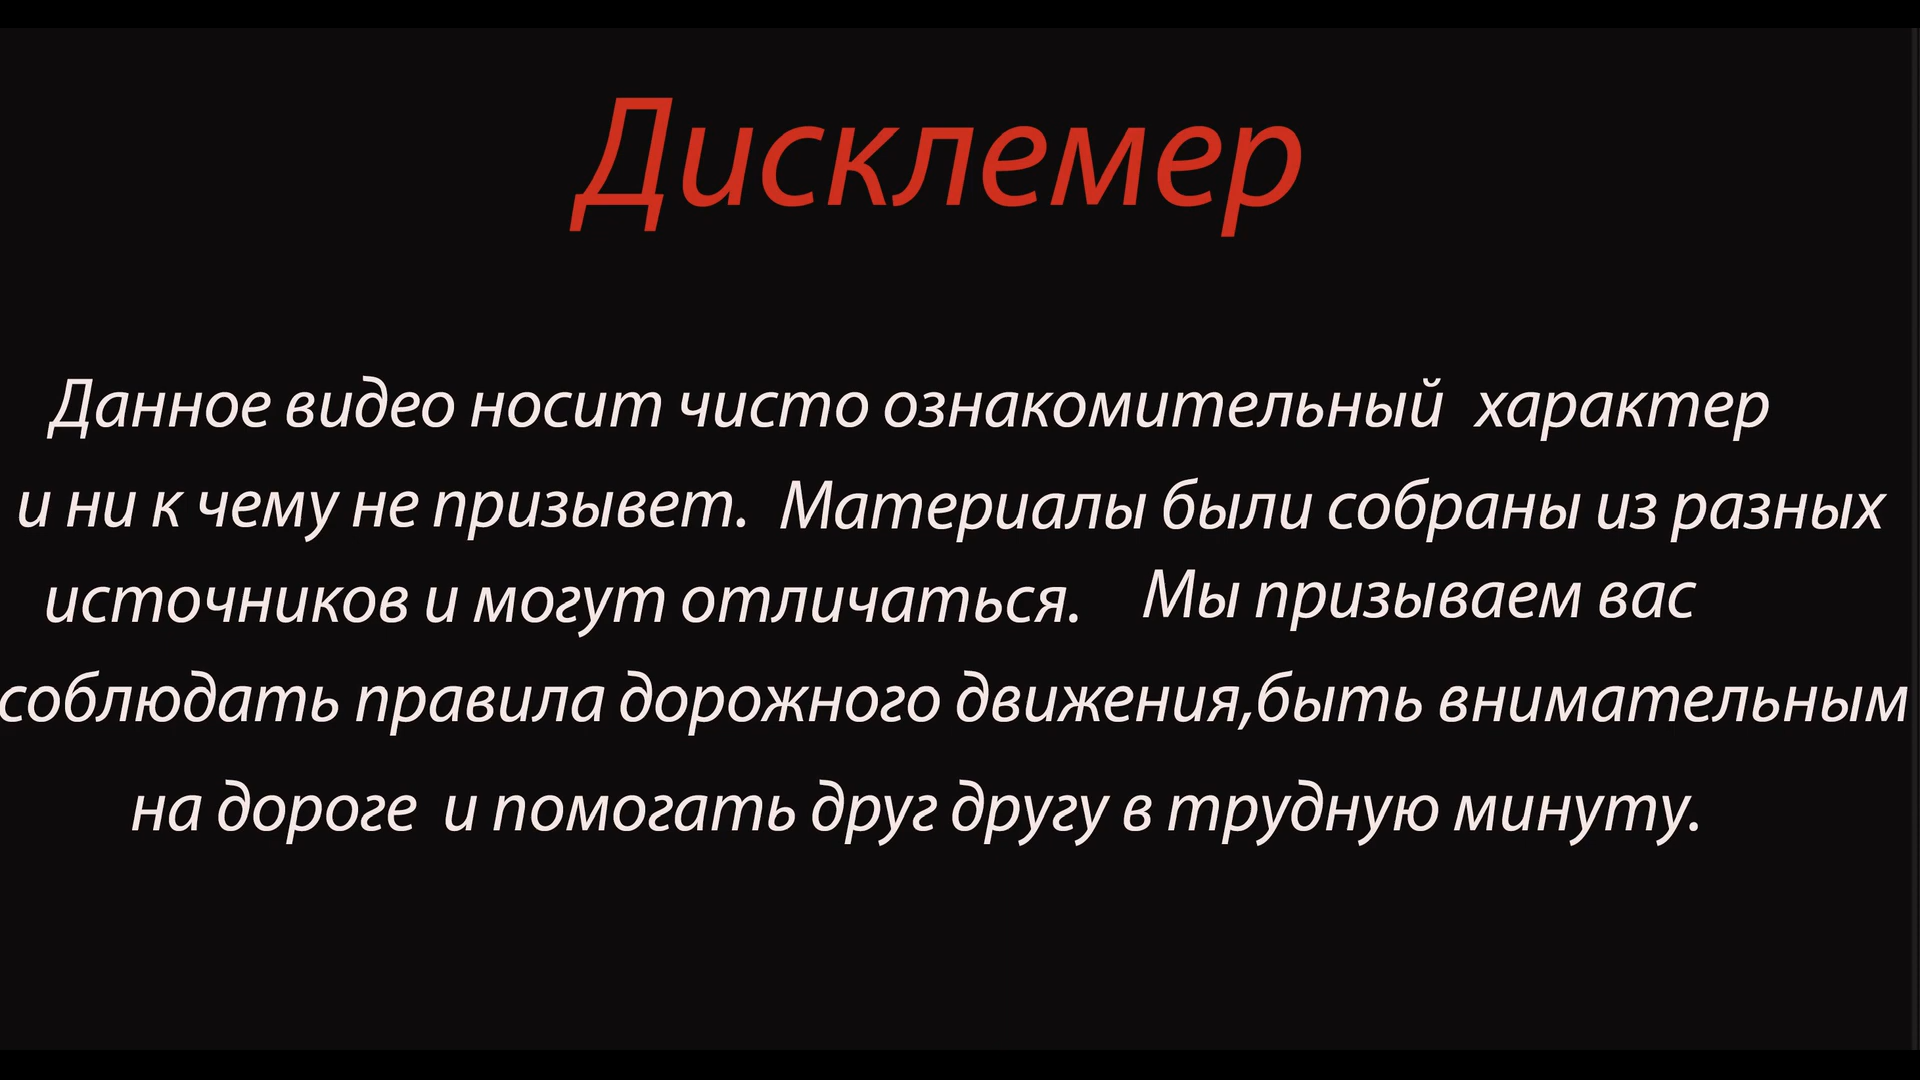 Дисклемер
Данное видео носит чисто ознакомительный характер
и ни к чему не призывет. Материалы были собраны из разных
источников и могут отличаться. Мы призываем вас
соблюдать правила дорожного движения,быть внимательным
на дороге и помогать друг другу в трудную минуту.